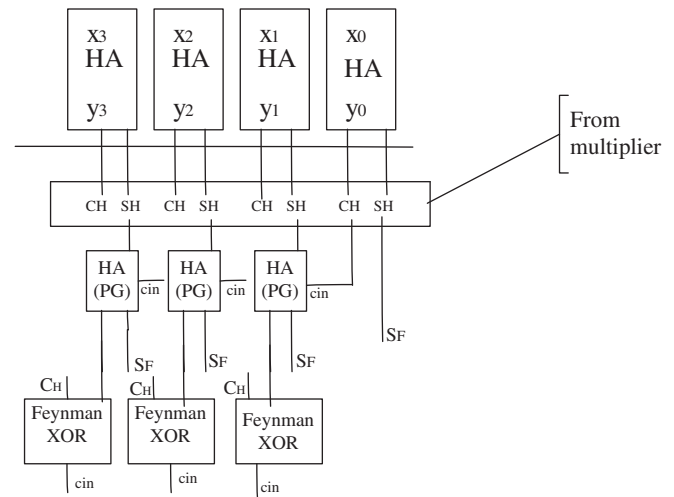 x3 x2 x1 x0
HA HA HA HA
y3 y2 y1 y0
From
multiplier
CH SH CH SH CH SH CH SH
HA HA HA
(PG) cin (PG) cin (PG) cin
SF
SF SF SF
CH CH CH
Feynman Feynman Feynman
XOR XOR XOR
cin cin cin